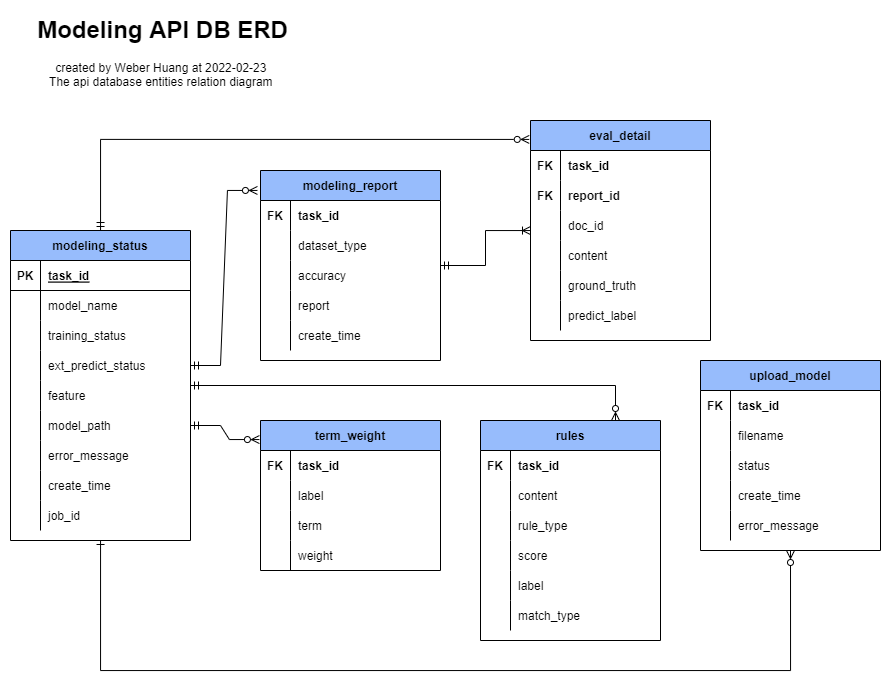 Modeling API DB ERD
created by Weber Huang at 2022-02-23
The api database entities relation diagram
eval_detail
FK task_id
FK report_id
doc_id
content
ground_truth
predict_label
modeling_report
FK task_id
dataset_type
accuracy
report
create_time
modeling_status
PK task_id
model_name
training_status
ext_predict_status
feature
model_path
error_message
create_time
job_id
term_weight
FK task_id
label
term
weight
rules
FK task_id
content
rule_type
score
label
match_type
upload_model
FK task_id
filename
status
create_time
error_message